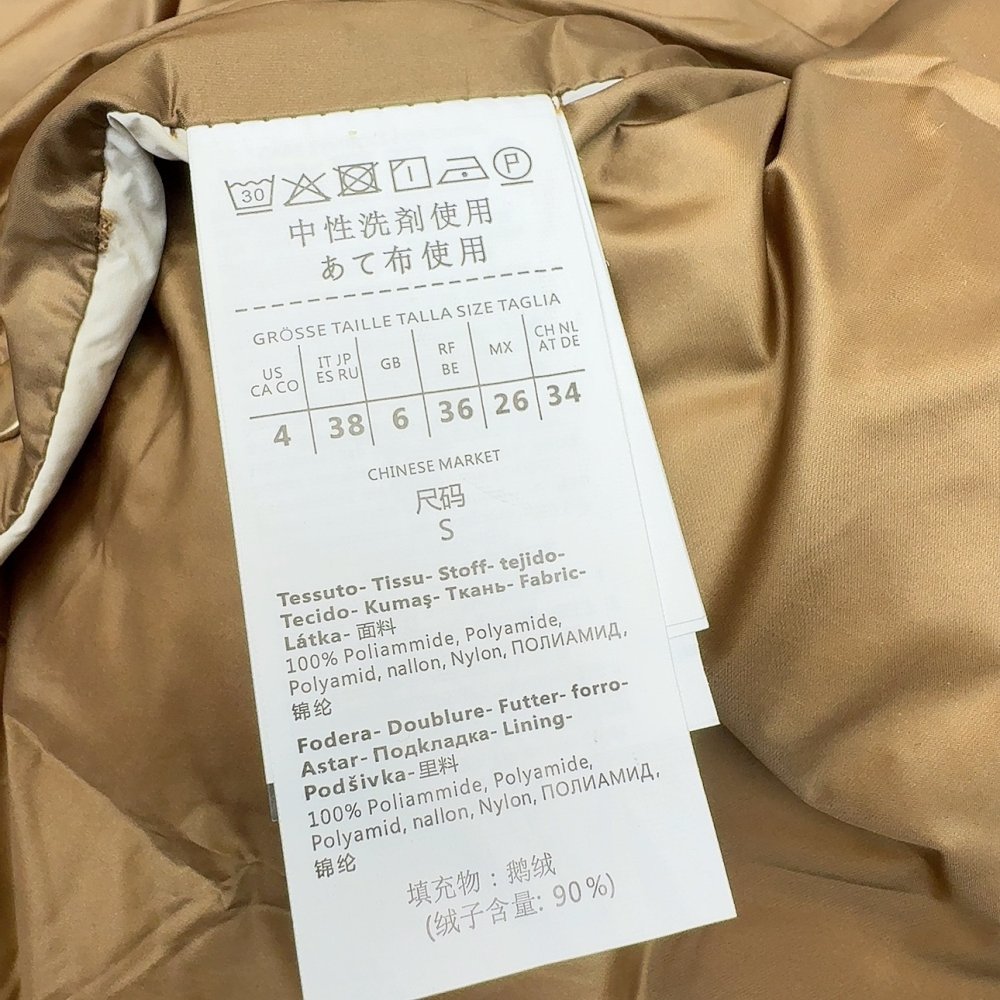 30 P
中性洗剤使用
あて布使用
GRÖSSE TAILLE TALLA SIZE TAGLIA
US CA CO IT JP ES RU GB RF BE MX CH NL AT DE
4 38 6 36 26 34
CHINESE MARKET
尺码
S
Tessuto- Tissu- Stoff- tejido-
Tecido- Kumaş- Ткань- Fabric-
Látka- 面料
100% Poliammide, Polyamide,
Polyamid, nallon, Nylon, ПОЛИАМИД,
锦纶
Fodera- Doublure- Futter- forro-
Astar- Подкладка- Lining-
Podšivka- 里料
100% Poliammide, Polyamide,
Polyamid, nallon, Nylon, ПОЛИАМИД,
锦纶
填充物：鹅绒
(绒子含量: 90%)